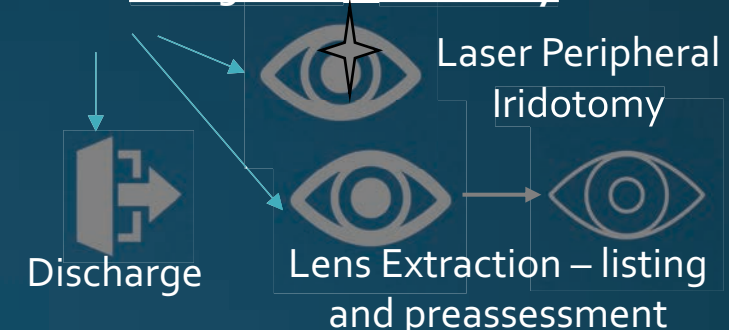 Laser Peripheral
Iridotomy
Discharge
Lens Extraction – listing
and preassessment